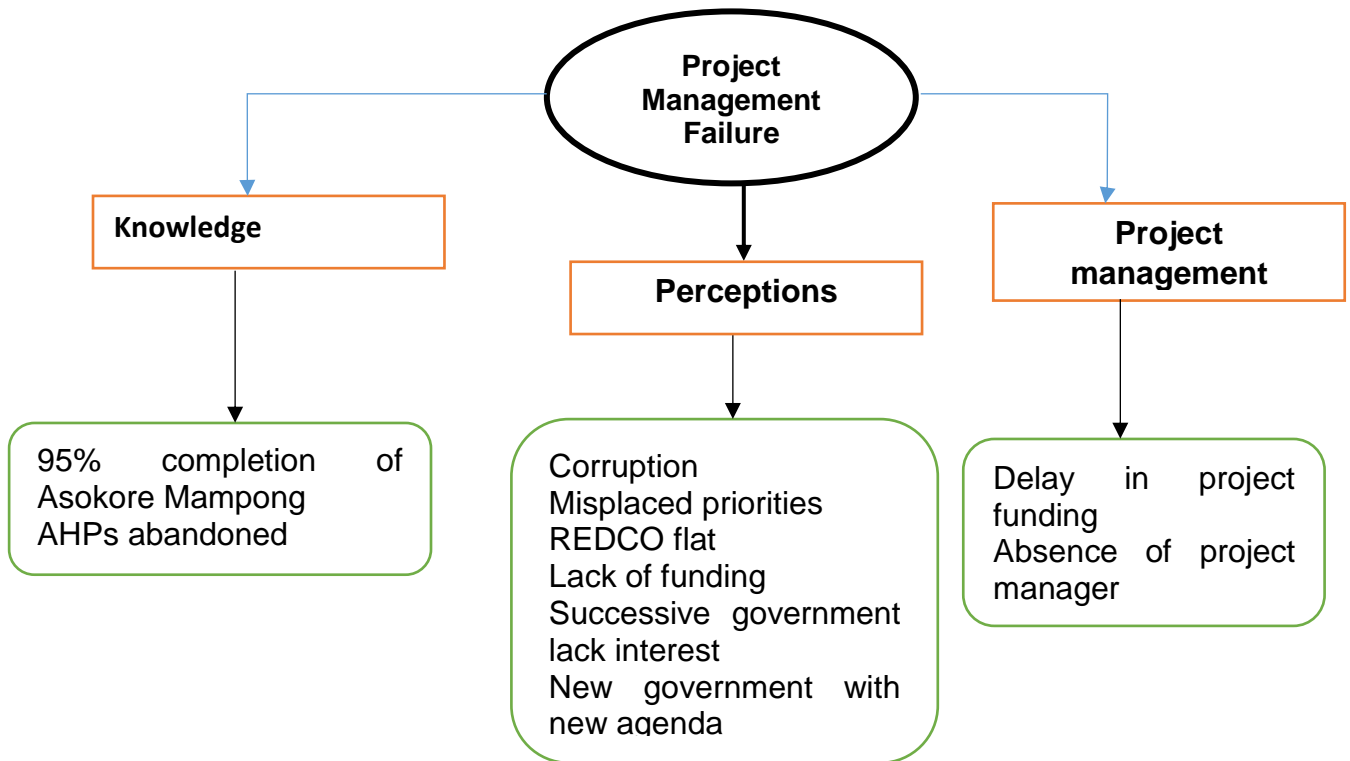 Project
Management
Failure
Knowledge
Perceptions
Project
management
95% completion of
Asokore Mampong
AHPs abandoned
Corruption
Misplaced priorities
REDCO flat
Lack of funding
Successive government
lack interest
New government with
new agenda
Delay in project
funding
Absence of project
manager